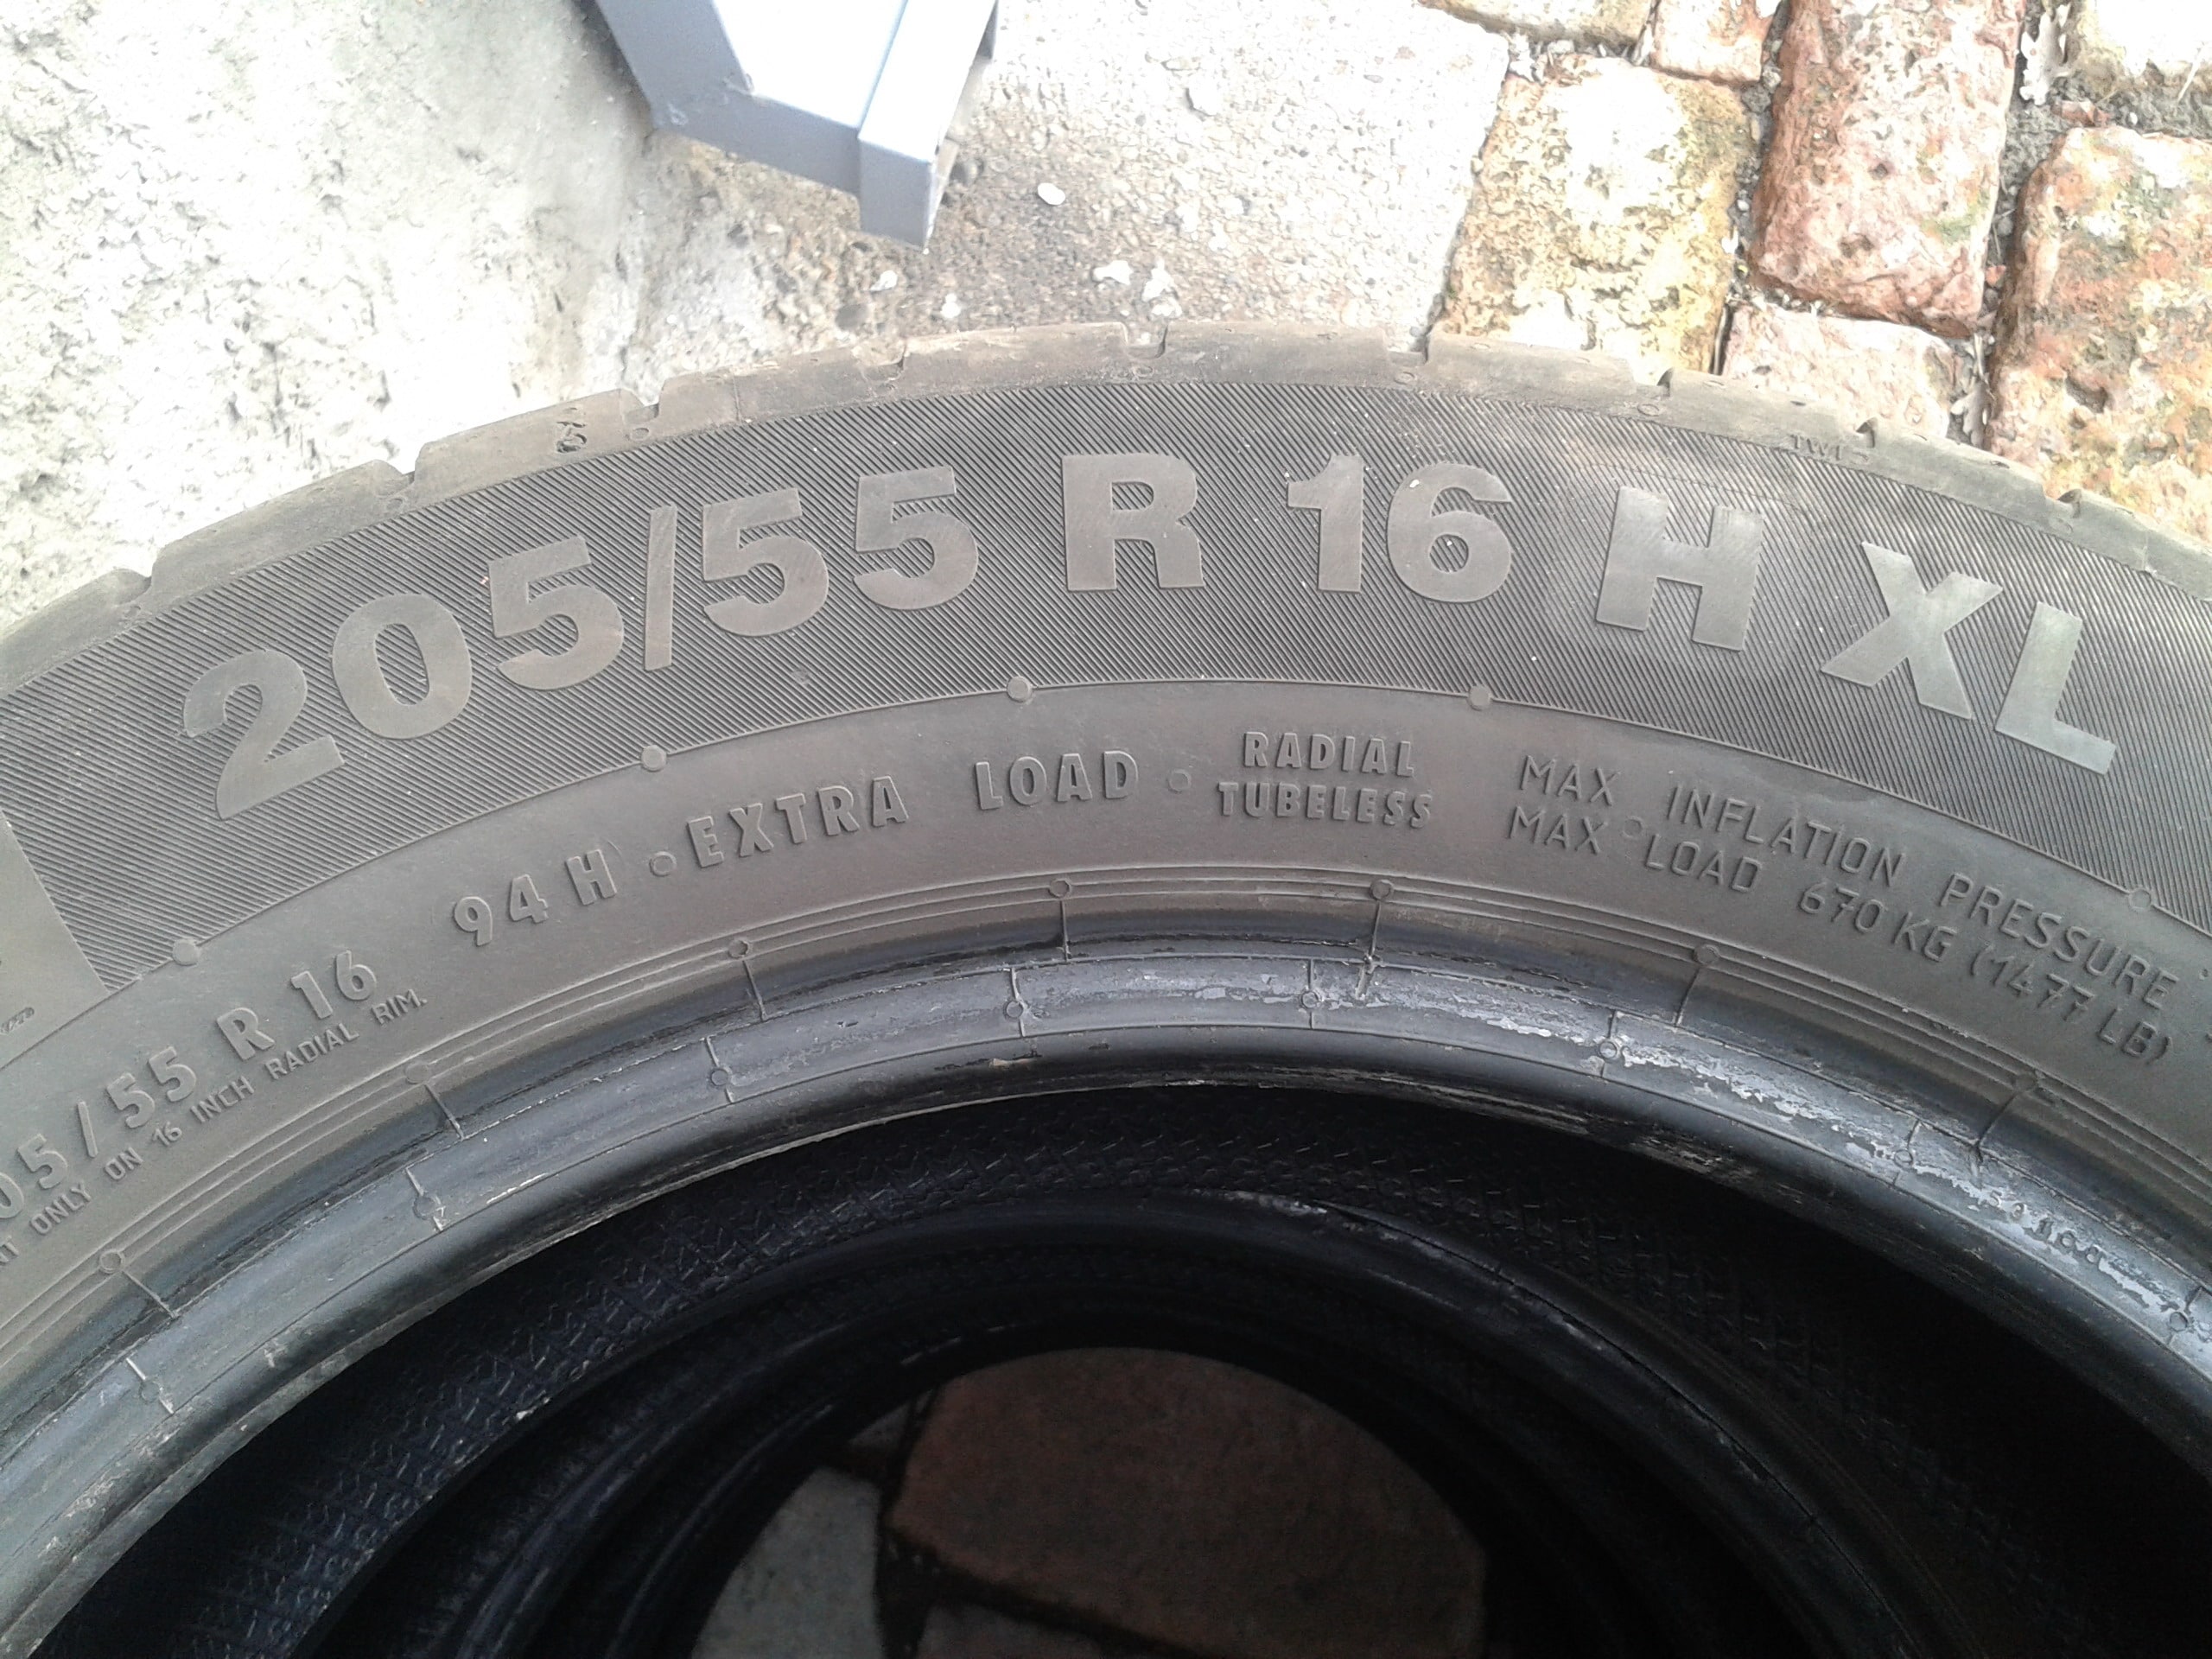 TWI
205/55 R 16 H XL
05/55 R 16 94 H · EXTRA LOAD · RADIAL TUBELESS
MAX INFLATION PRESSURE
MAX LOAD 670 KG (1477 LB)
ONLY ON 16 INCH RADIAL RIM.